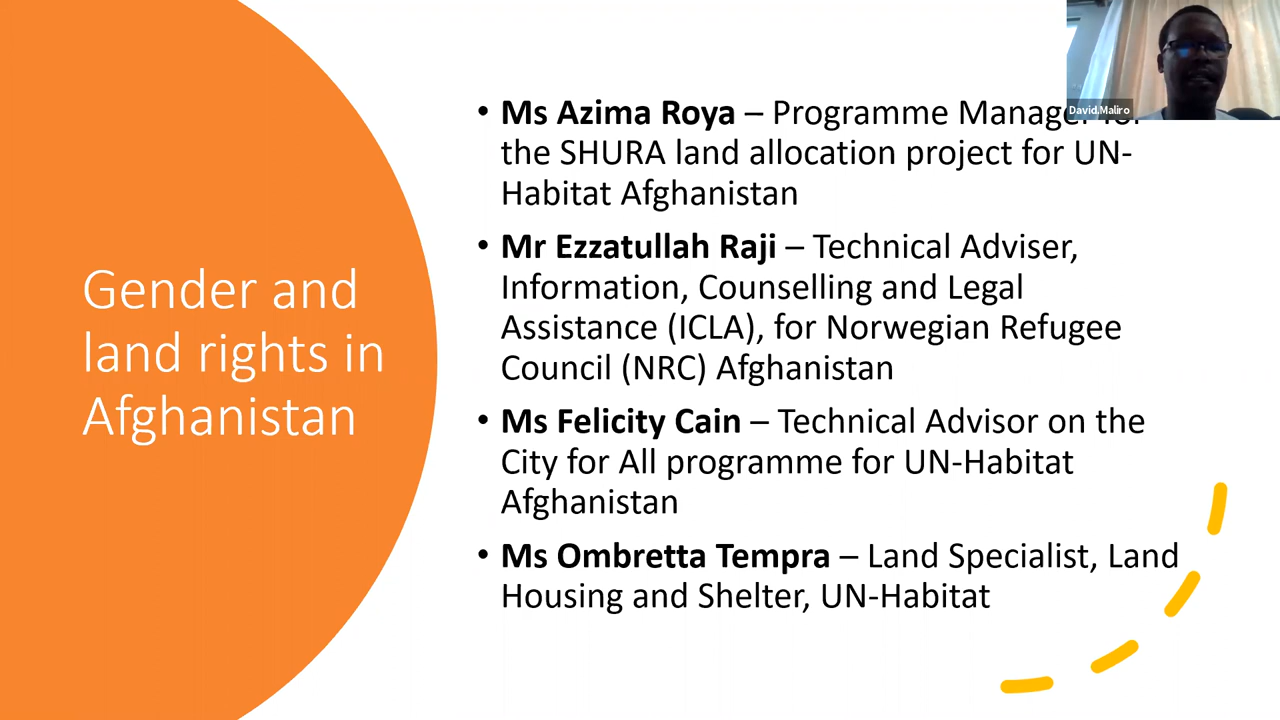 Gender and
land rights in
Afghanistan
• Ms Azima Roya – Programme Manager for
the SHURA land allocation project for UN-
Habitat Afghanistan
• Mr Ezzatullah Raji – Technical Adviser,
Information, Counselling and Legal
Assistance (ICLA), for Norwegian Refugee
Council (NRC) Afghanistan
• Ms Felicity Cain – Technical Advisor on the
City for All programme for UN-Habitat
Afghanistan
• Ms Ombretta Tempra – Land Specialist, Land
Housing and Shelter, UN-Habitat
David.Maliro